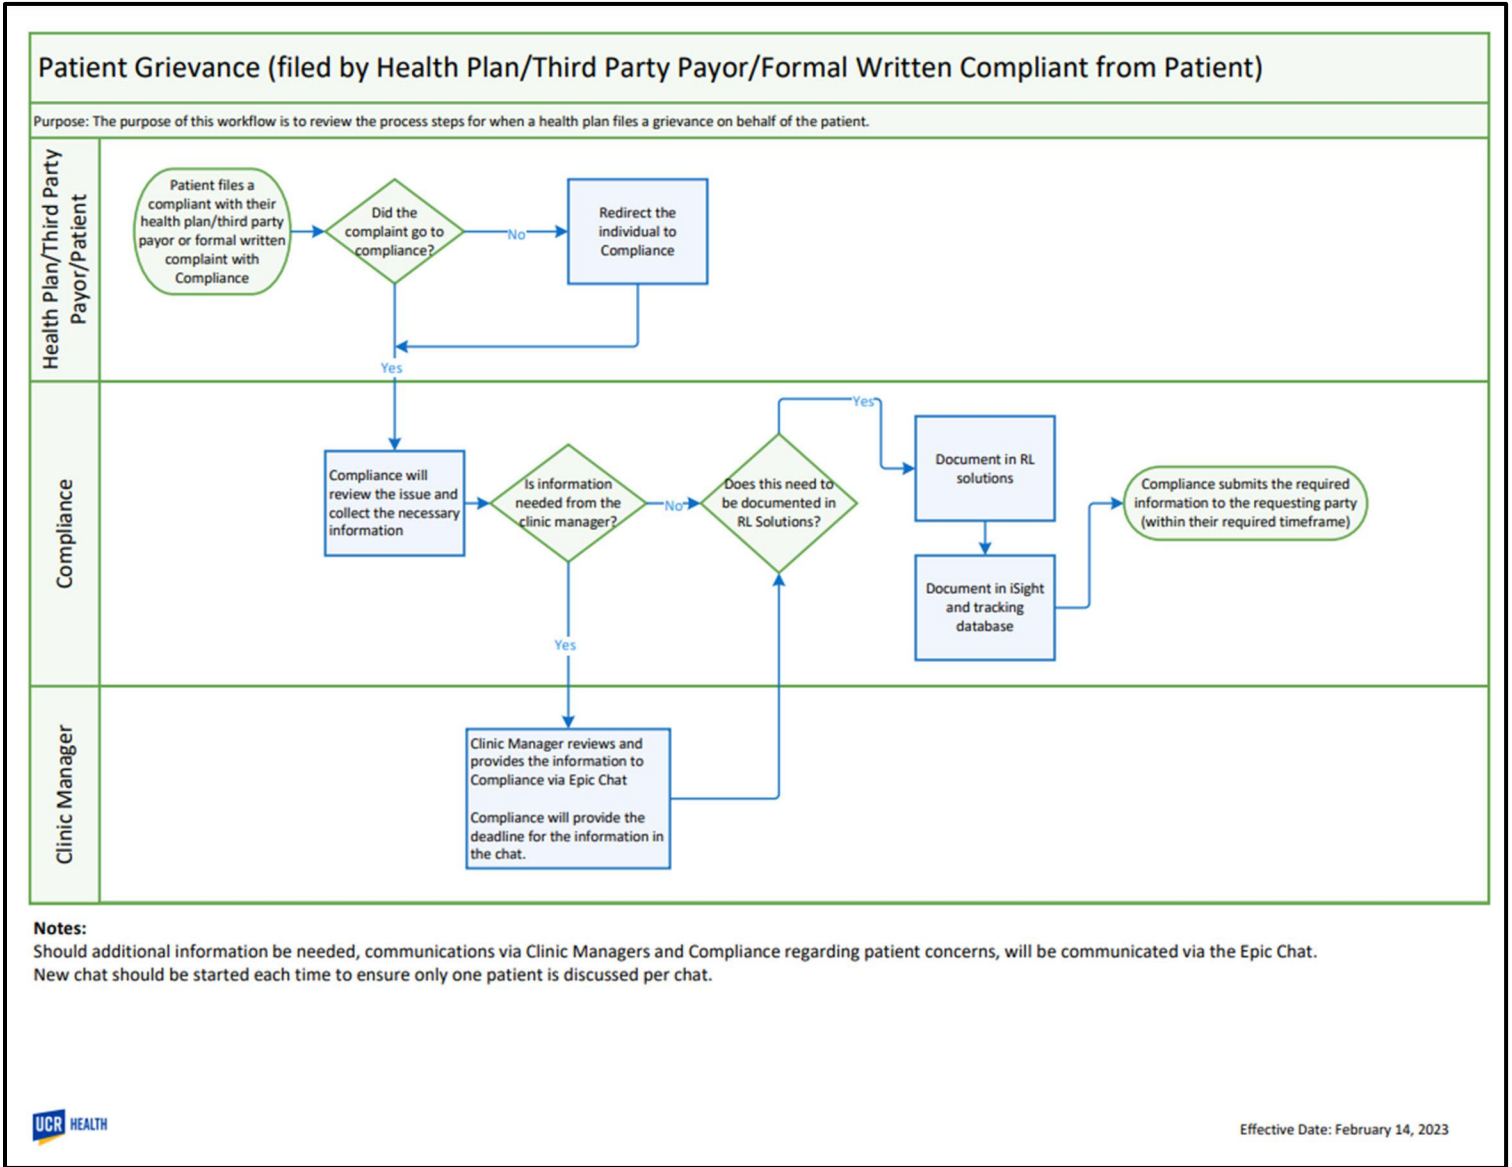 Patient Grievance (filed by Health Plan/Third Party Payor/Formal Written Compliant from Patient)
Purpose: The purpose of this workflow is to review the process steps for when a health plan files a grievance on behalf of the patient.
Health Plan/Third Party
Payor/Patient
Patient files a
compliant with their
health plan/third party
payor or formal written
complaint with
Compliance
Did the
complaint go to
compliance?
No
Redirect the
individual to
Compliance
Yes
Compliance
Compliance will
review the issue and
collect the necessary
information
Is information
needed from the
clinic manager?
No
Does this need to
be documented in
RL Solutions?
Yes
Document in RL
solutions
Document in iSight
and tracking
database
Compliance submits the required
information to the requesting party
(within their required timeframe)
Yes
Clinic Manager
Clinic Manager reviews and
provides the information to
Compliance via Epic Chat
Compliance will provide the
deadline for the information in
the chat.
Notes:
Should additional information be needed, communications via Clinic Managers and Compliance regarding patient concerns, will be communicated via the Epic Chat.
New chat should be started each time to ensure only one patient is discussed per chat.
UCR HEALTH
Effective Date: February 14, 2023